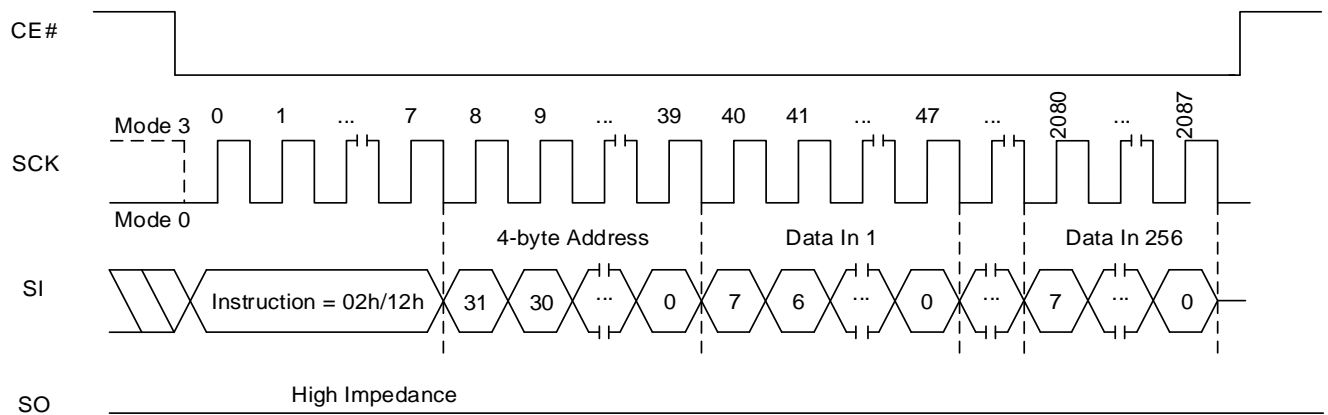 CE#
0 1 ... 7 8 9 ... 39 40 41 ... 47 ... 2080 ... 2087
Mode 3
SCK
Mode 0
4-byte Address Data In 1 Data In 256
SI Instruction = 02h/12h 31 30 ... 0 7 6 ... 0 ... 7 ... 0
High Impedance
SO